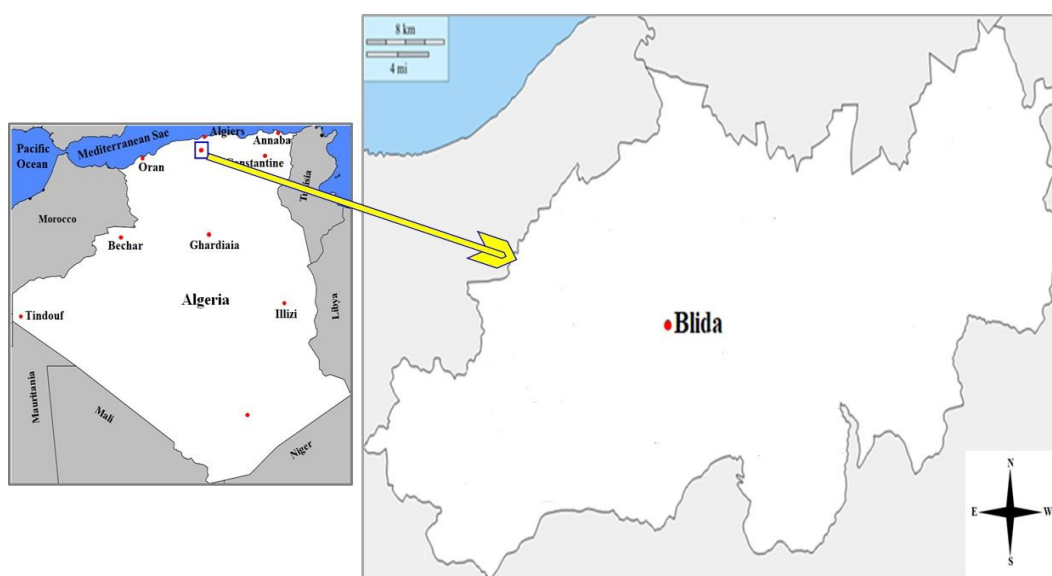 Pacific
Ocean
Mediterranean Sae
Algiers
Annaba
Oran
Constantine
Tunisia
Morocco
Bechar
Ghardiaia
Algeria
Illizi
Libya
Tindouf
Mauritania
Mali
Niger
8 km
4 mi
Blida
N
E
W
S